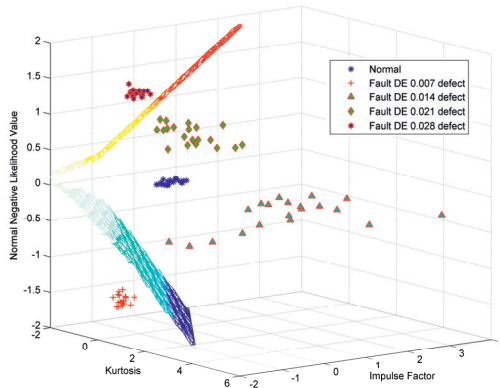 2
1.5
1
0.5
0
-0.5
-1
-1.5
-2
Normal Negative Likelihood Value
Normal
Fault DE 0.007 defect
Fault DE 0.014 defect
Fault DE 0.021 defect
Fault DE 0.028 defect
-2
0
2
4
6
Kurtosis
-2
-1
0
1
2
3
Impulse Factor